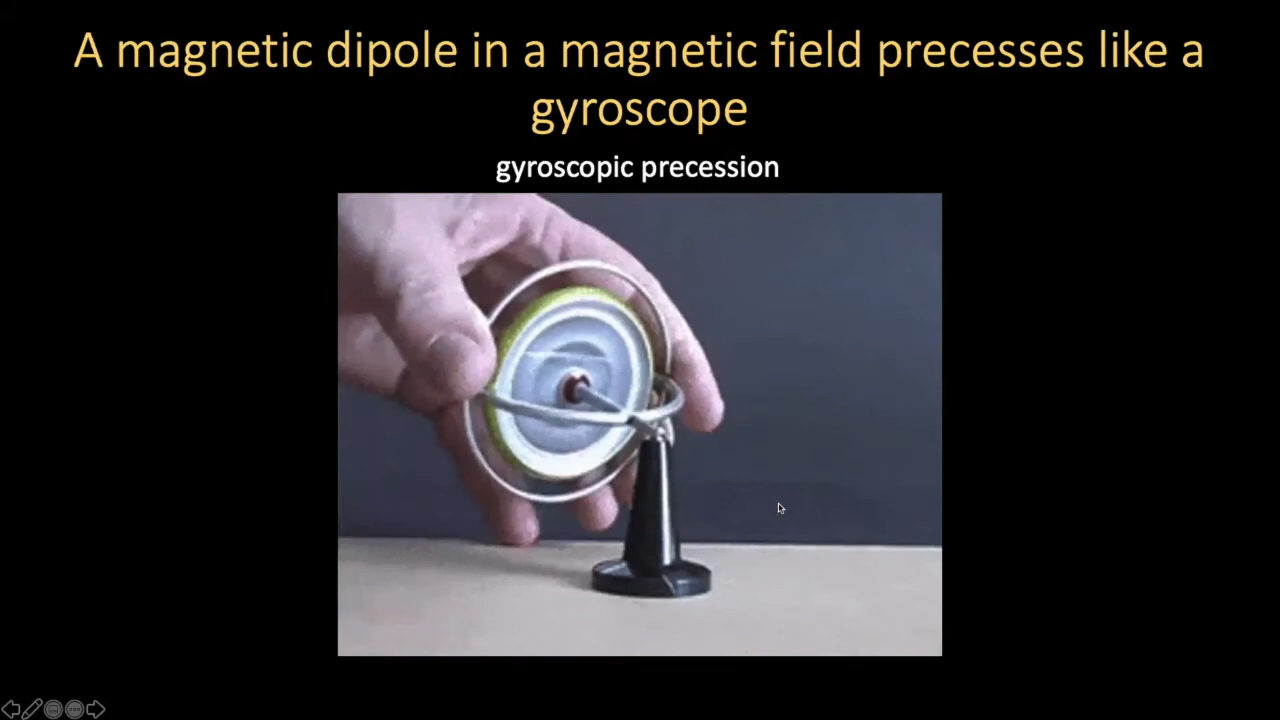 A magnetic dipole in a magnetic field precesses like a
gyroscope
gyroscopic precession